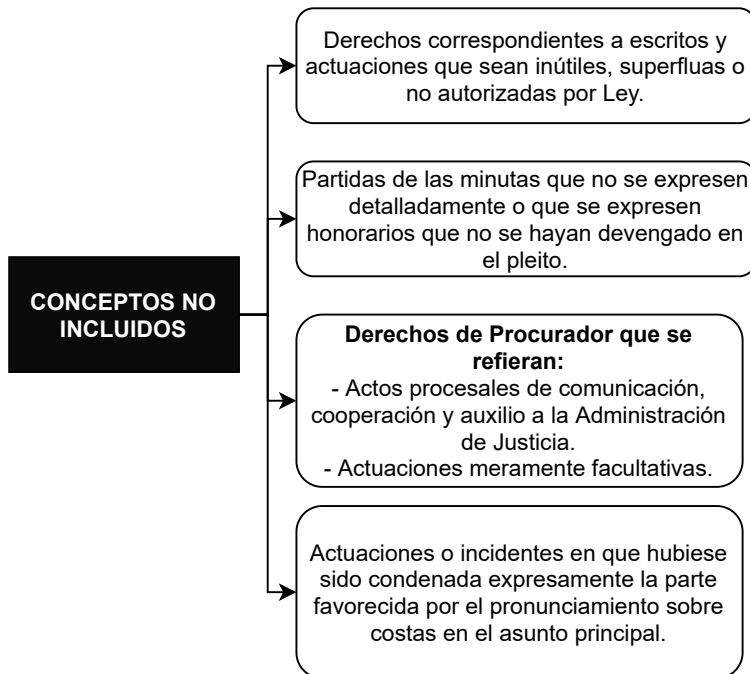 Derechos correspondientes a escritos y
actuaciones que sean inútiles, superfluas o
no autorizadas por Ley.
Partidas de las minutas que no se expresen
detalladamente o que se expresen
honorarios que no se hayan devengado en
el pleito.
CONCEPTOS NO
INCLUIDOS
Derechos de Procurador que se
refieran:
- Actos procesales de comunicación,
cooperación y auxilio a la Administración
de Justicia.
- Actuaciones meramente facultativas.
Actuaciones o incidentes en que hubiese
sido condenada expresamente la parte
favorecida por el pronunciamiento sobre
costas en el asunto principal.